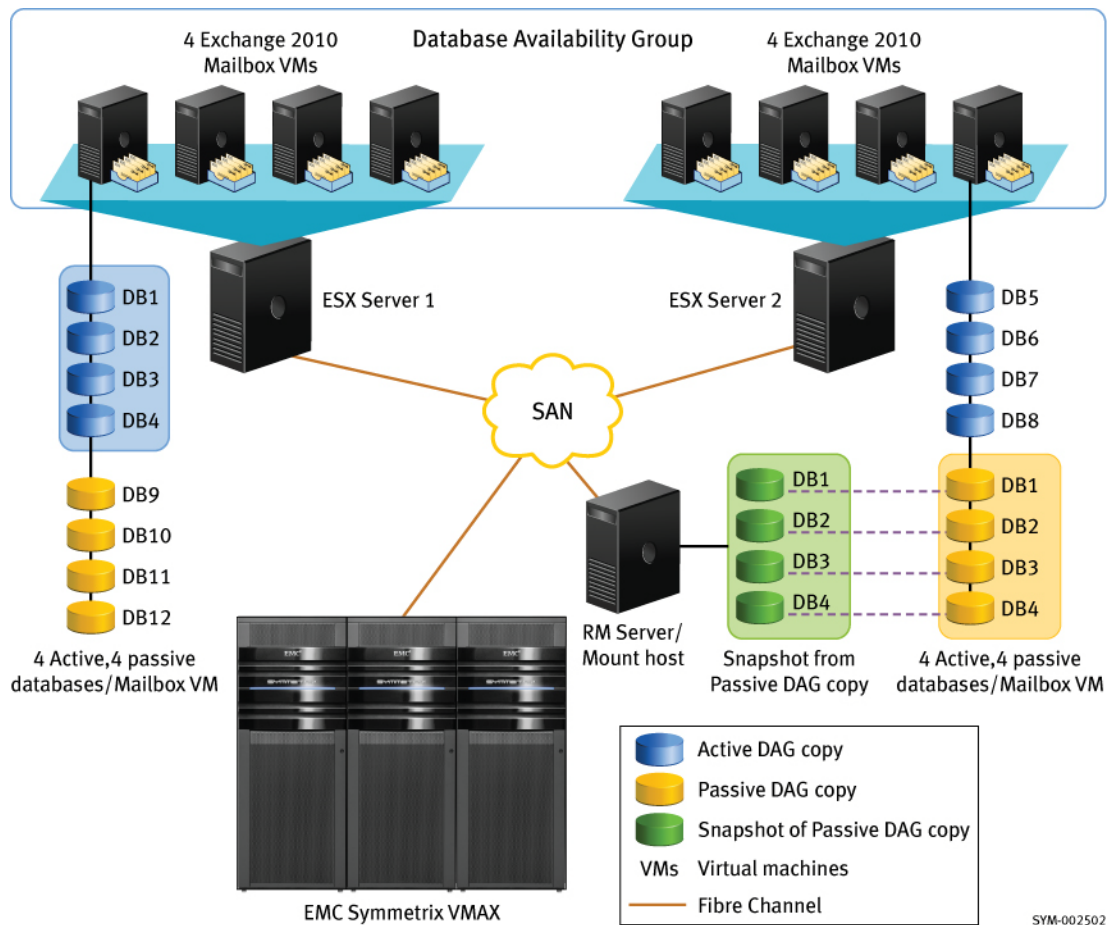 4 Exchange 2010
Mailbox VMs
Database Availability Group
4 Exchange 2010
Mailbox VMs
ESX Server 1
ESX Server 2
DB1
DB2
DB3
DB4
DB9
DB10
DB11
DB12
4 Active,4 passive
databases/Mailbox VM
SAN
DB5
DB6
DB7
DB8
DB1
DB2
DB3
DB4
DB1
DB2
DB3
DB4
RM Server/
Mount host
Snapshot from
Passive DAG copy
4 Active,4 passive
databases/Mailbox VM
EMC
EMC
EMC
EMC Symmetrix VMAX
Active DAG copy
Passive DAG copy
Snapshot of Passive DAG copy
VMs Virtual machines
Fibre Channel
SYM-002502